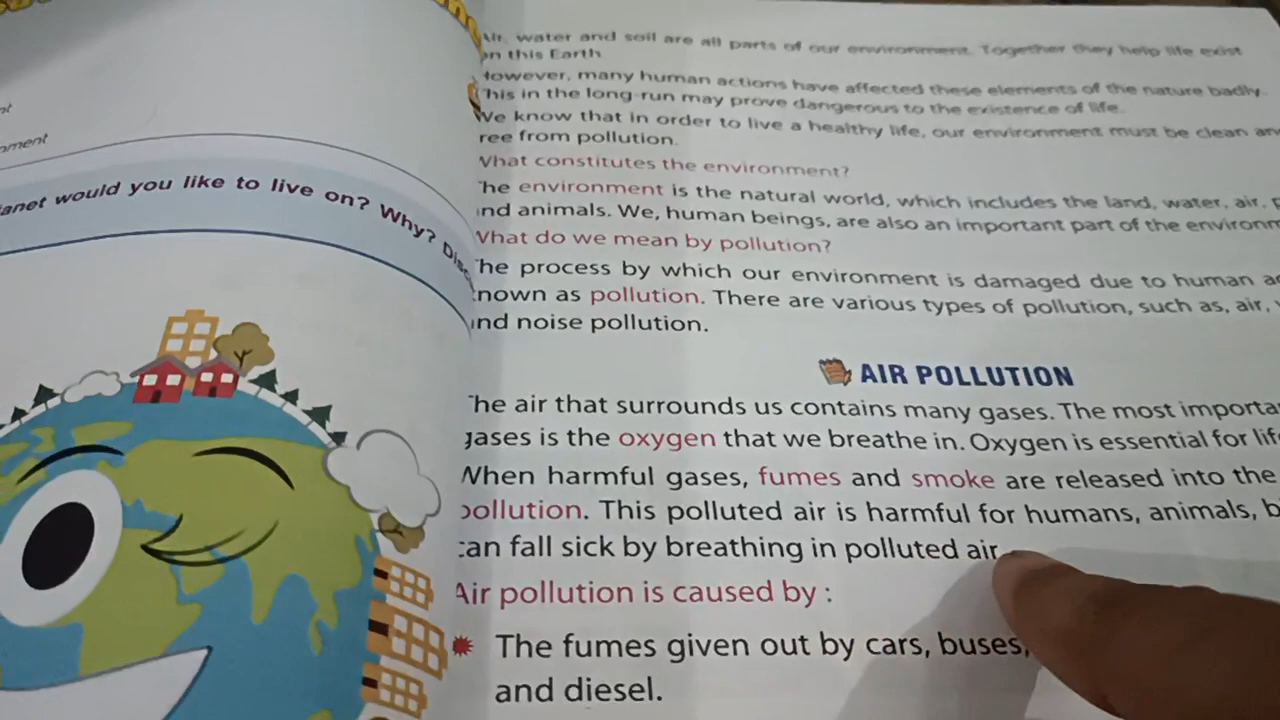 nt
nment
anet would you like to live on? Why? Disc
Air, water and soil are all parts of our environment. Together they help life exist
on this Earth
However, many human actions have affected these elements of the nature badly.
This in the long-run may prove dangerous to the existence of life.
We know that in order to live a healthy life, our environment must be clean an
ree from pollution.
What constitutes the environment?
The environment is the natural world, which includes the land, water, air, p
and animals. We, human beings, are also an important part of the environm
What do we mean by pollution?
The process by which our environment is damaged due to human a
known as pollution. There are various types of pollution, such as, air,
and noise pollution.
AIR POLLUTION
The air that surrounds us contains many gases. The most importa
gases is the oxygen that we breathe in. Oxygen is essential for life
When harmful gases, fumes and smoke are released into the
pollution. This polluted air is harmful for humans, animals, b
can fall sick by breathing in polluted air
Air pollution is caused by :
The fumes given out by cars, buses,
and diesel.